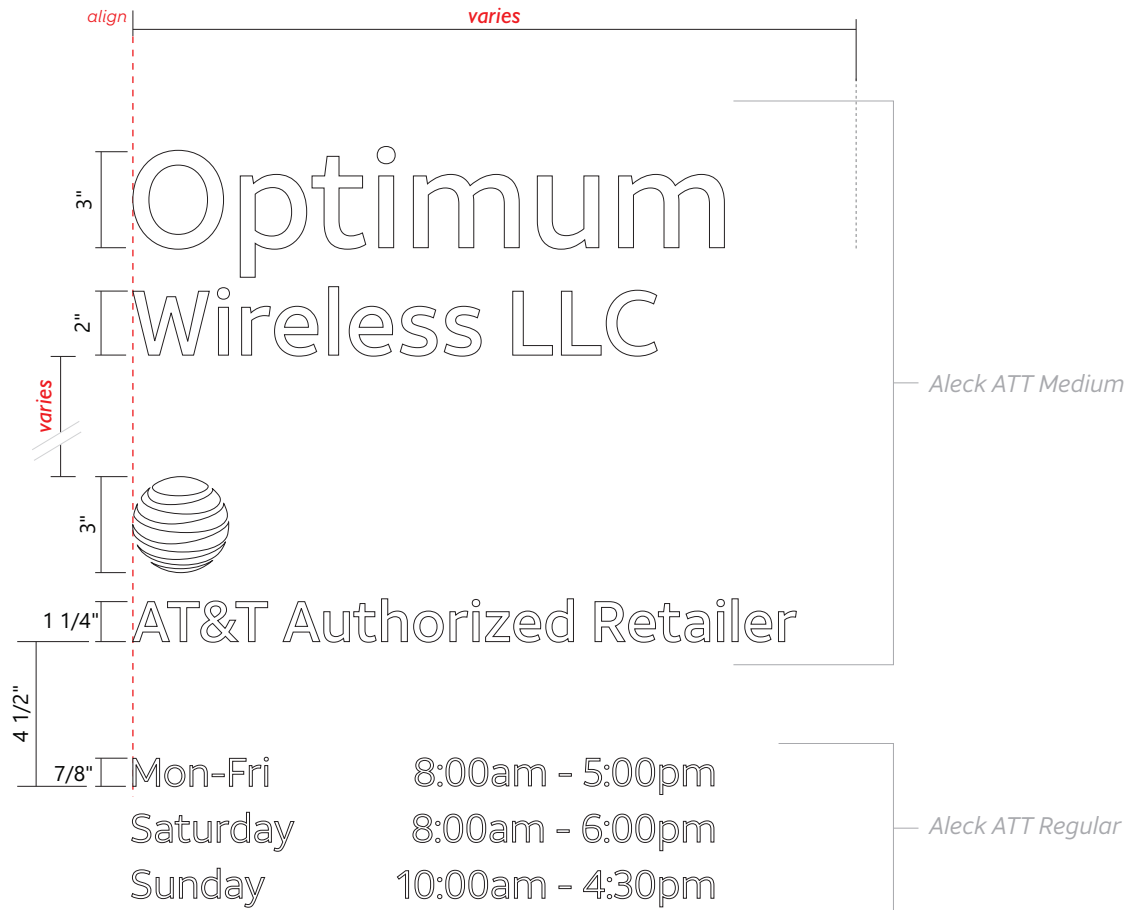 align varies
3" Optimum
2" Wireless LLC
Aleck ATT Medium
varies
3"
1 1/4" AT&T Authorized Retailer
4 1/2"
7/8" Mon-Fri 8:00am - 5:00pm
Saturday 8:00am - 6:00pm
Aleck ATT Regular
Sunday 10:00am - 4:30pm